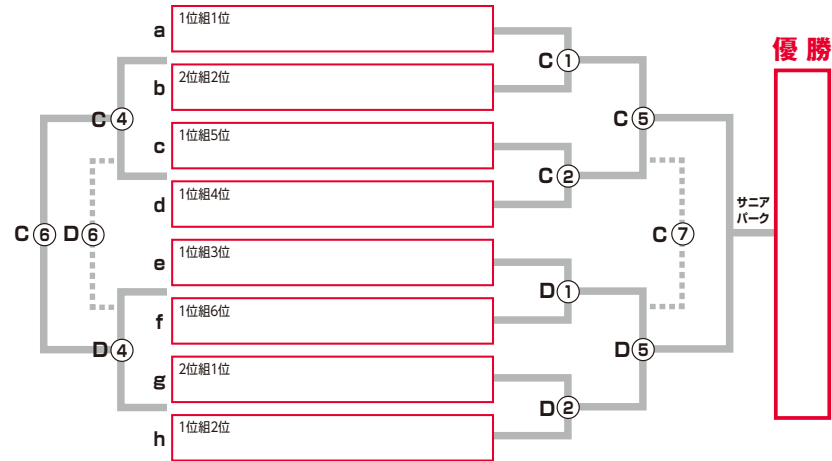 優 勝
a
1位組1位
b
2位組2位
c
1位組5位
d
1位組4位
e
1位組3位
f
1位組6位
g
2位組1位
h
1位組2位
C①
C②
D①
D②
C④
D④
C⑤
D⑤
C⑥
D⑥
C⑦
サニア
パーク